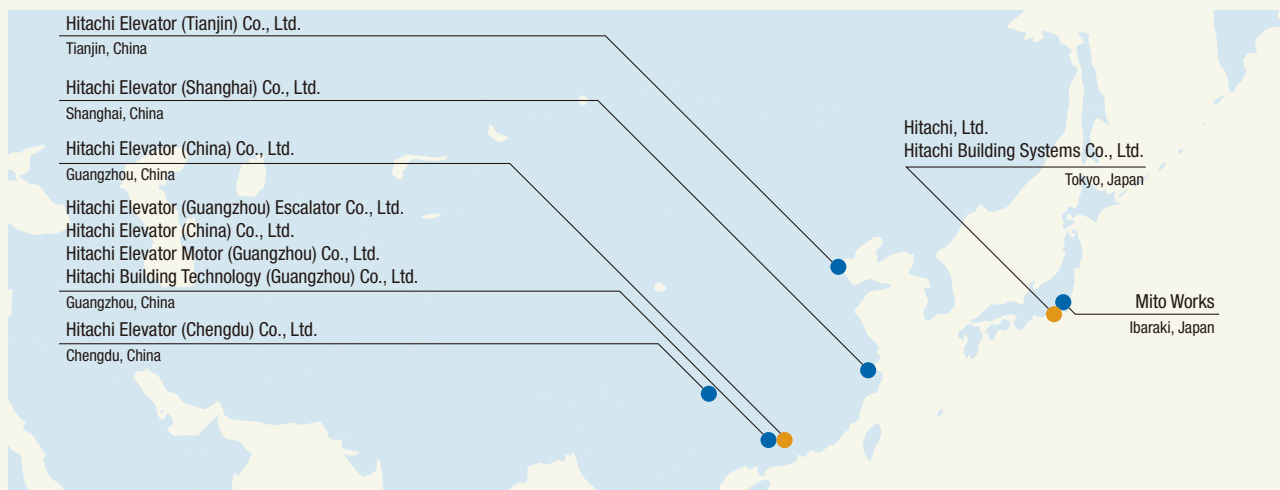 Hitachi Elevator (Tianjin) Co., Ltd.
Tianjin, China
Hitachi Elevator (Shanghai) Co., Ltd.
Shanghai, China
Hitachi Elevator (China) Co., Ltd.
Guangzhou, China
Hitachi Elevator (Guangzhou) Escalator Co., Ltd.
Hitachi Elevator (China) Co., Ltd.
Hitachi Elevator Motor (Guangzhou) Co., Ltd.
Hitachi Building Technology (Guangzhou) Co., Ltd.
Guangzhou, China
Hitachi Elevator (Chengdu) Co., Ltd.
Chengdu, China
Hitachi, Ltd.
Hitachi Building Systems Co., Ltd.
Tokyo, Japan
Mito Works
Ibaraki, Japan